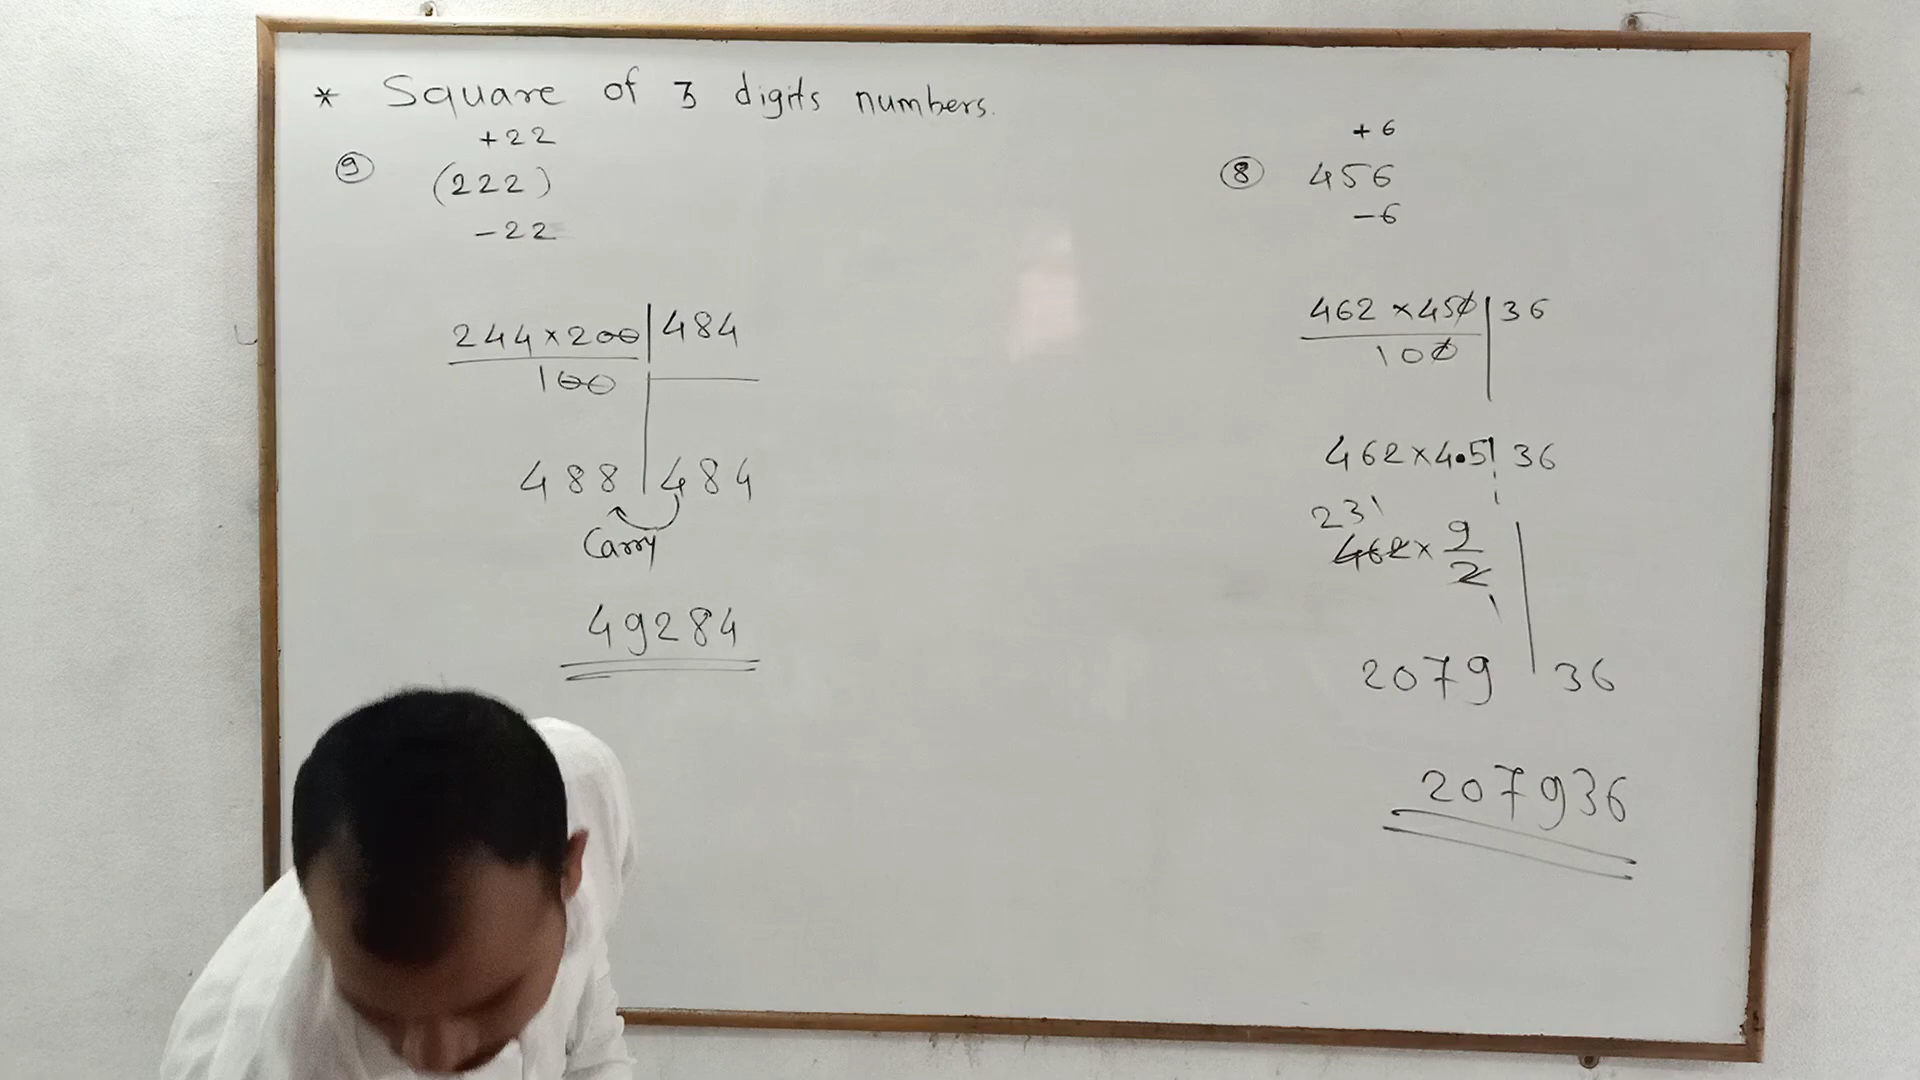 * Square of 3 digits numbers.
+22
9 (222)
-22
244×200 | 484
100
488 | 484
Carry
49284
+6
8 456
-6
462 ×450 | 36
100
462×4.5 | 36
231
462× 9
2
1
2079 | 36
207936